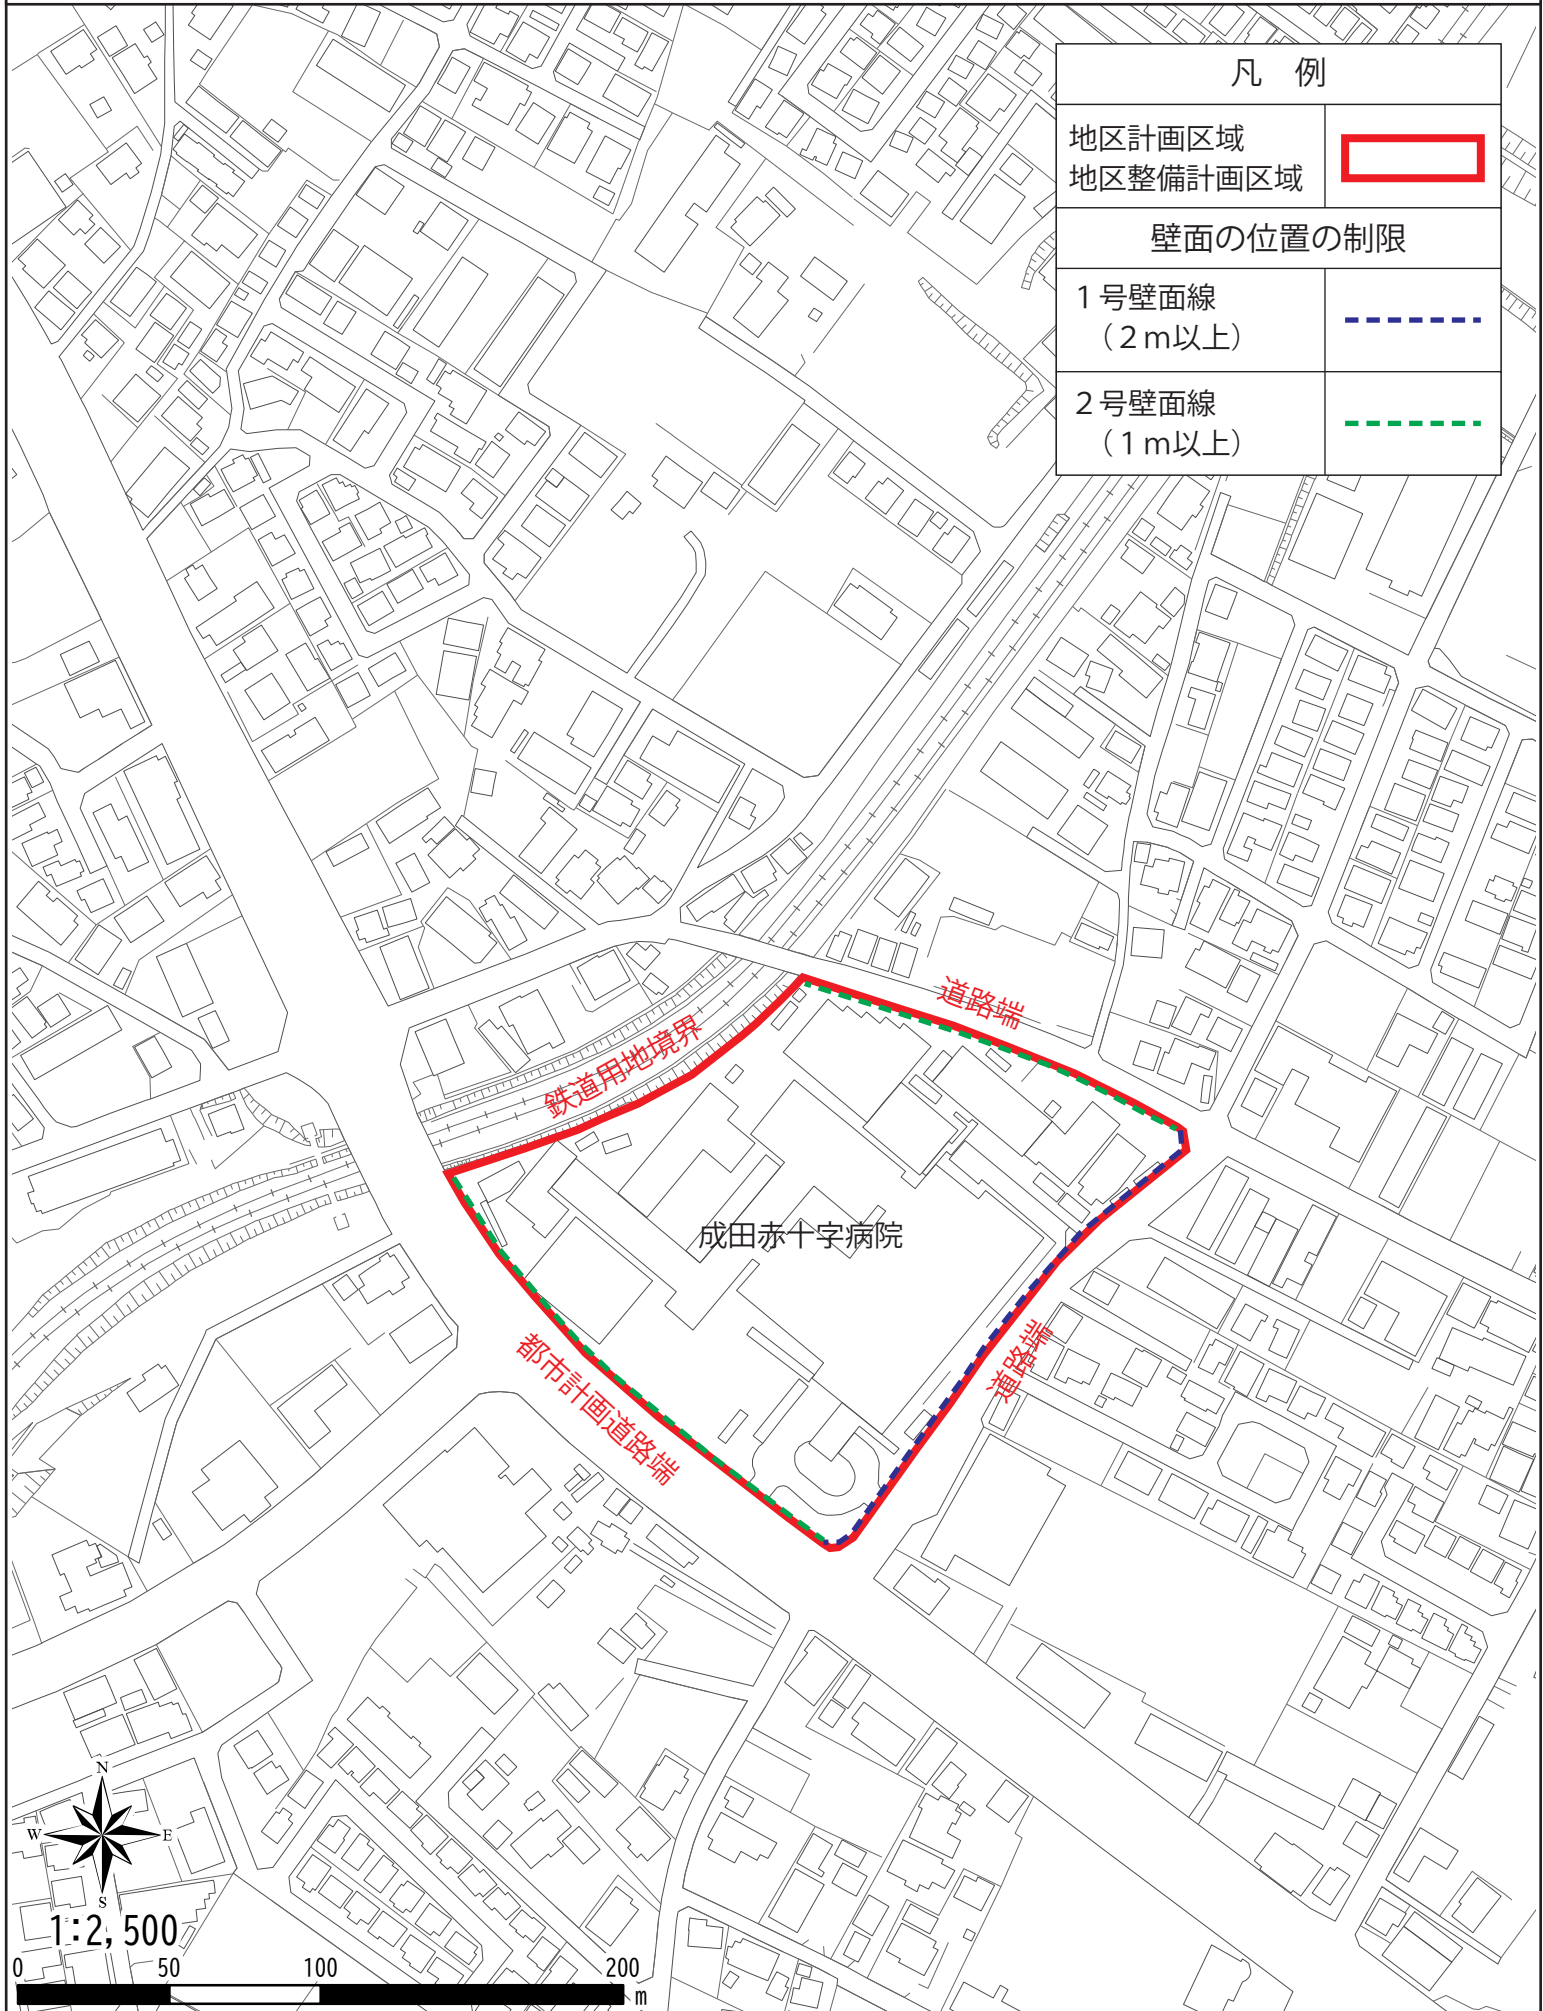 凡　例
地区計画区域
地区整備計画区域
壁面の位置の制限
１号壁面線
（２ｍ以上）
２号壁面線
（１ｍ以上）
道路端
鉄道用地境界
成田赤十字病院
道路端
都市計画道路端
N
W
E
S
1:2,500
0
50
100
200
m